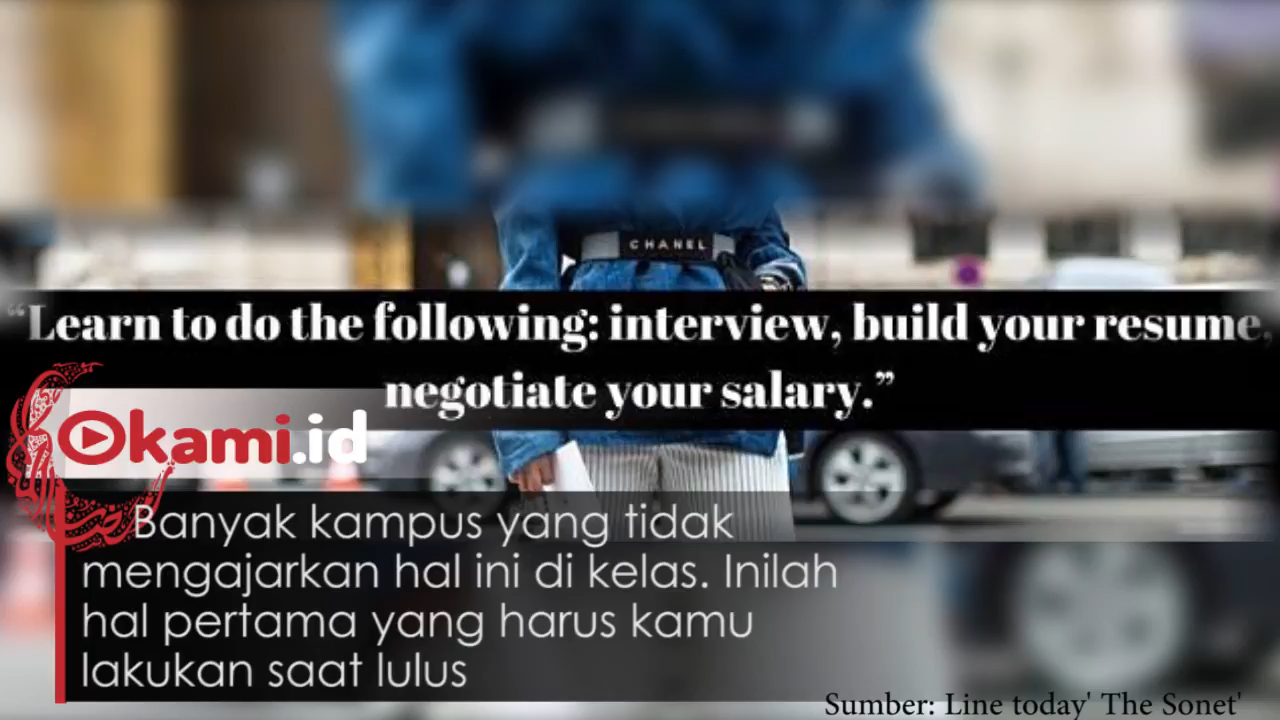 CHANEL
“Learn to do the following: interview, build your resume,
negotiate your salary.”
Okami.id
Banyak kampus yang tidak
mengajarkan hal ini di kelas. Inilah
hal pertama yang harus kamu
lakukan saat lulus
Sumber: Line today' The Sonet'